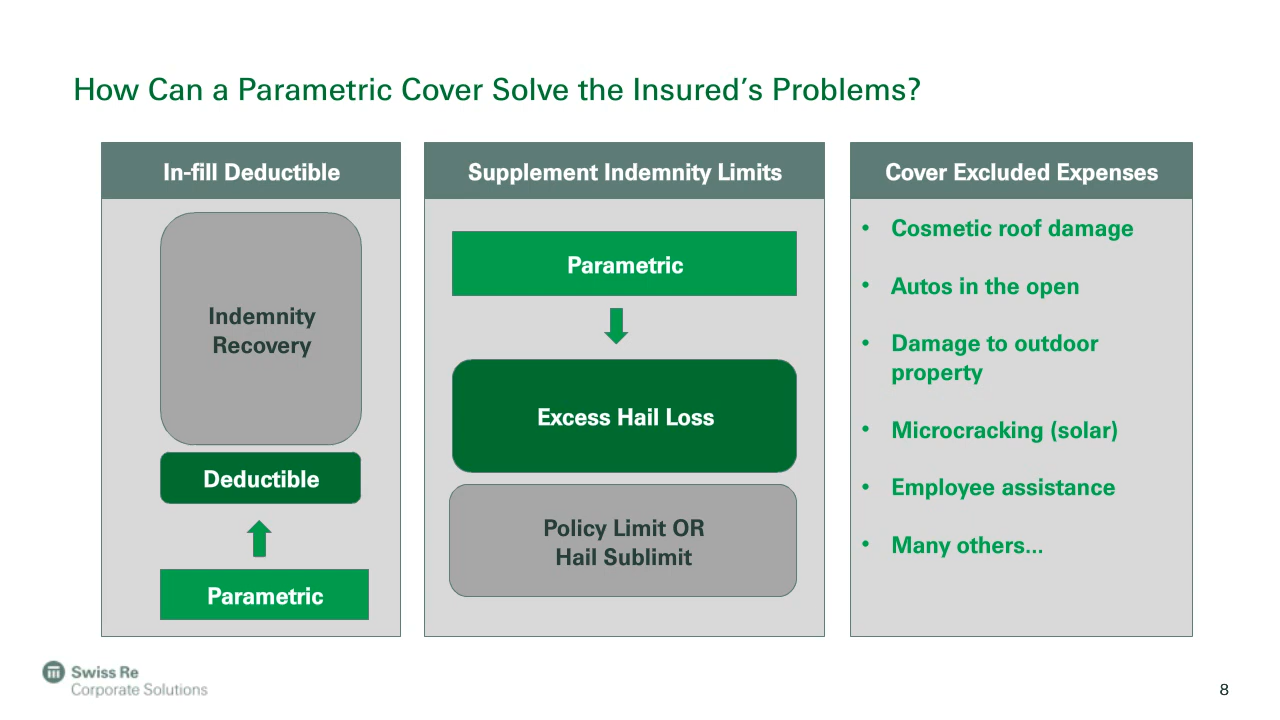 How Can a Parametric Cover Solve the Insured’s Problems?
In-fill Deductible
Indemnity
Recovery
Deductible
Parametric
Supplement Indemnity Limits
Parametric
Excess Hail Loss
Policy Limit OR
Hail Sublimit
Cover Excluded Expenses
• Cosmetic roof damage
• Autos in the open
• Damage to outdoor
property
• Microcracking (solar)
• Employee assistance
• Many others...
Swiss Re
Corporate Solutions
8